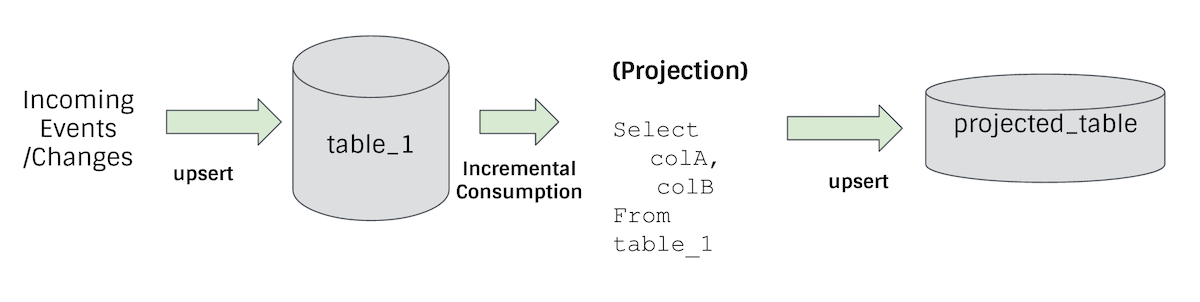 Incoming
Events
/Changes
upsert
table_1
Incremental
Consumption
(Projection)
Select
colA,
colB
From
table_1
upsert
projected_table